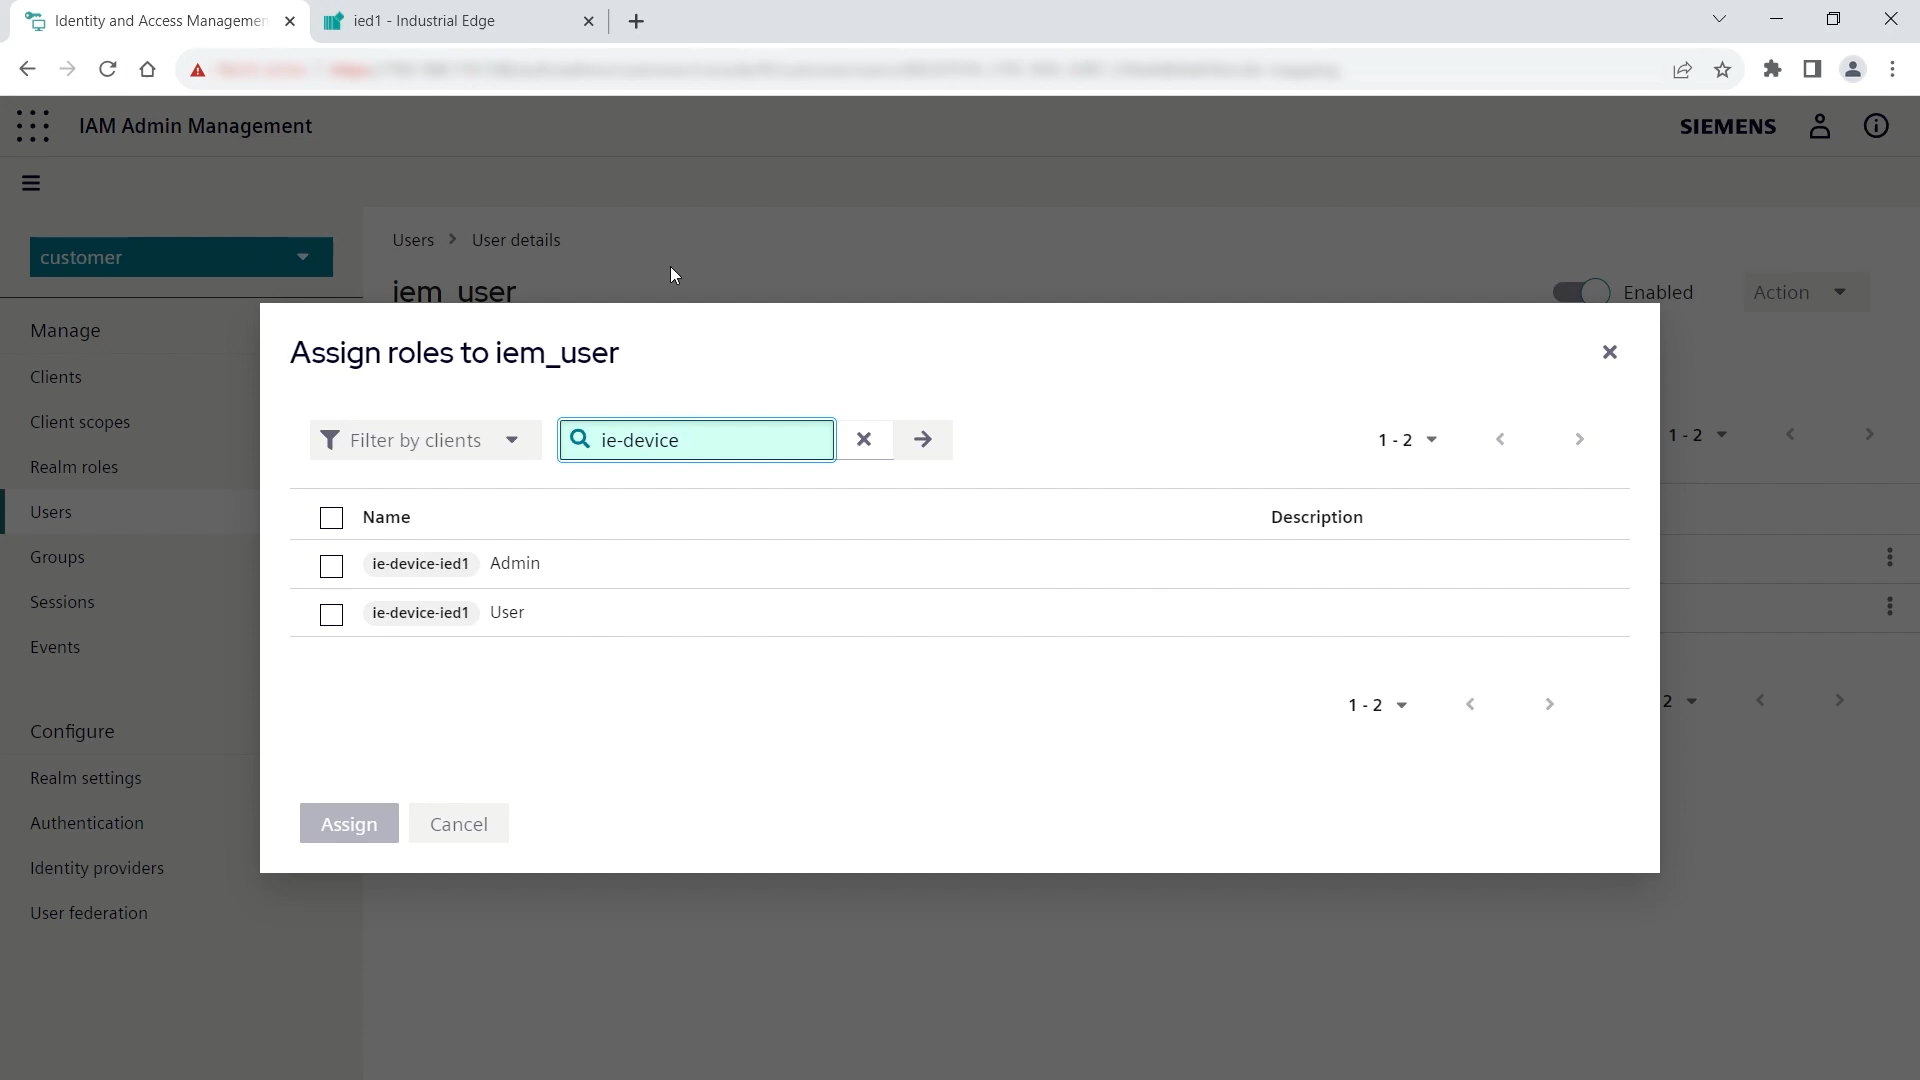 Identity and Access Managemen
ied1 - Industrial Edge
IAM Admin Management
SIEMENS
customer
Users
User details
iem_user
Enabled
Action
Manage
Clients
Client scopes
Realm roles
Users
Groups
Sessions
Events
Configure
Realm settings
Authentication
Identity providers
User federation
1 - 2
2
Assign roles to iem_user
Filter by clients
ie-device
1 - 2
Name
Description
ie-device-ied1 Admin
ie-device-ied1 User
1 - 2
Assign
Cancel